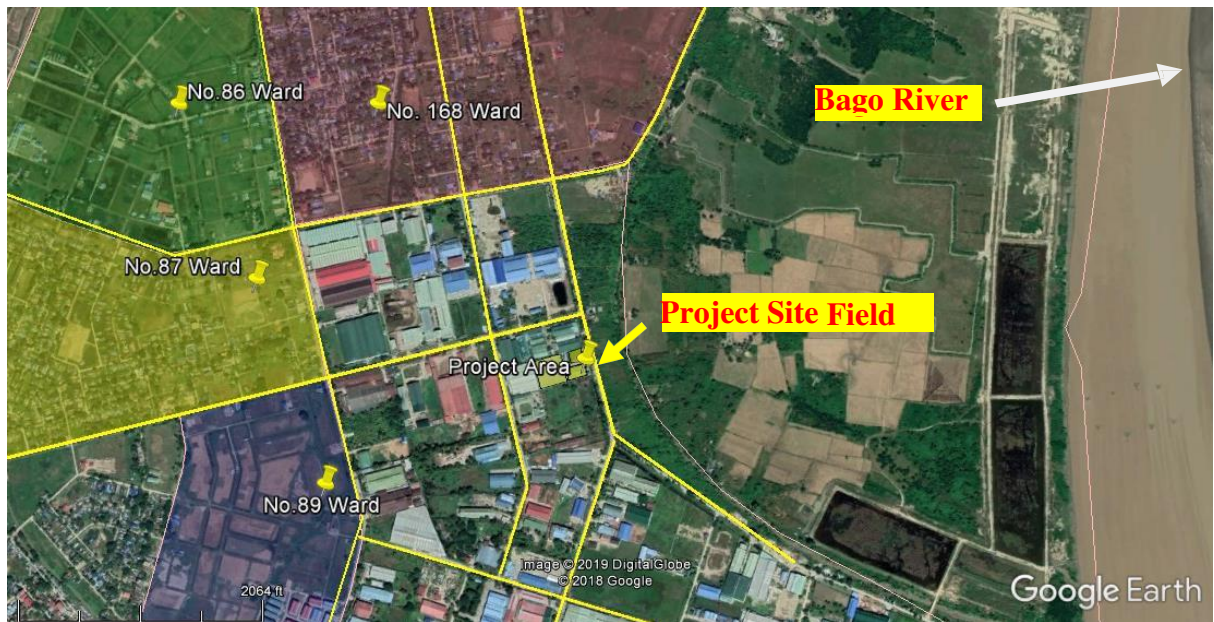 No.86 Ward
No. 168 Ward
Bago River
No.87 Ward
Project Site Field
Project Area
No.89 Ward
Image © 2019 DigitalGlobe
© 2018 Google
2064 ft
Google Earth